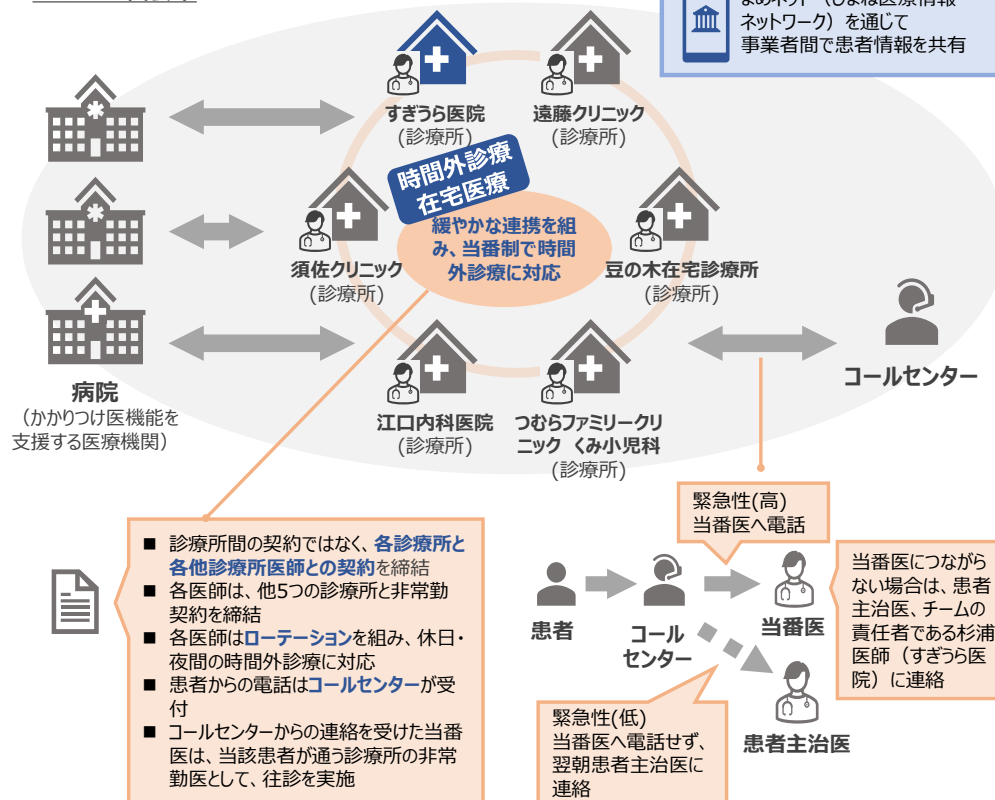 まめネット（しまね医療情報
ネットワーク）を通じて
事業者間で患者情報を共有
すぎうら医院
(診療所)
遠藤クリニック
(診療所)
時間外診療
在宅医療
緩やかな連携を組
み、当番制で時間
外診療に対応
須佐クリニック
(診療所)
豆の木在宅診療所
(診療所)
病院
（かかりつけ医機能を
支援する医療機関）
江口内科医院
(診療所)
つむらファミリークリ
ニック くみ小児科
(診療所)
コールセンター
■ 診療所間の契約ではなく、各診療所と
各他診療所医師との契約を締結
■ 各医師は、他5つの診療所と非常勤
契約を締結
■ 各医師はローテーションを組み、休日・
夜間の時間外診療に対応
■ 患者からの電話はコールセンターが受
付
■ コールセンターからの連絡を受けた当番
医は、当該患者が通う診療所の非常
勤医として、往診を実施
緊急性(高)
当番医へ電話
患者
コール
センター
当番医
当番医につながら
ない場合は、患者
主治医、チームの
責任者である杉浦
医師（すぎうら医
院）に連絡
緊急性(低)
当番医へ電話せず、
翌朝患者主治医に
連絡
患者主治医